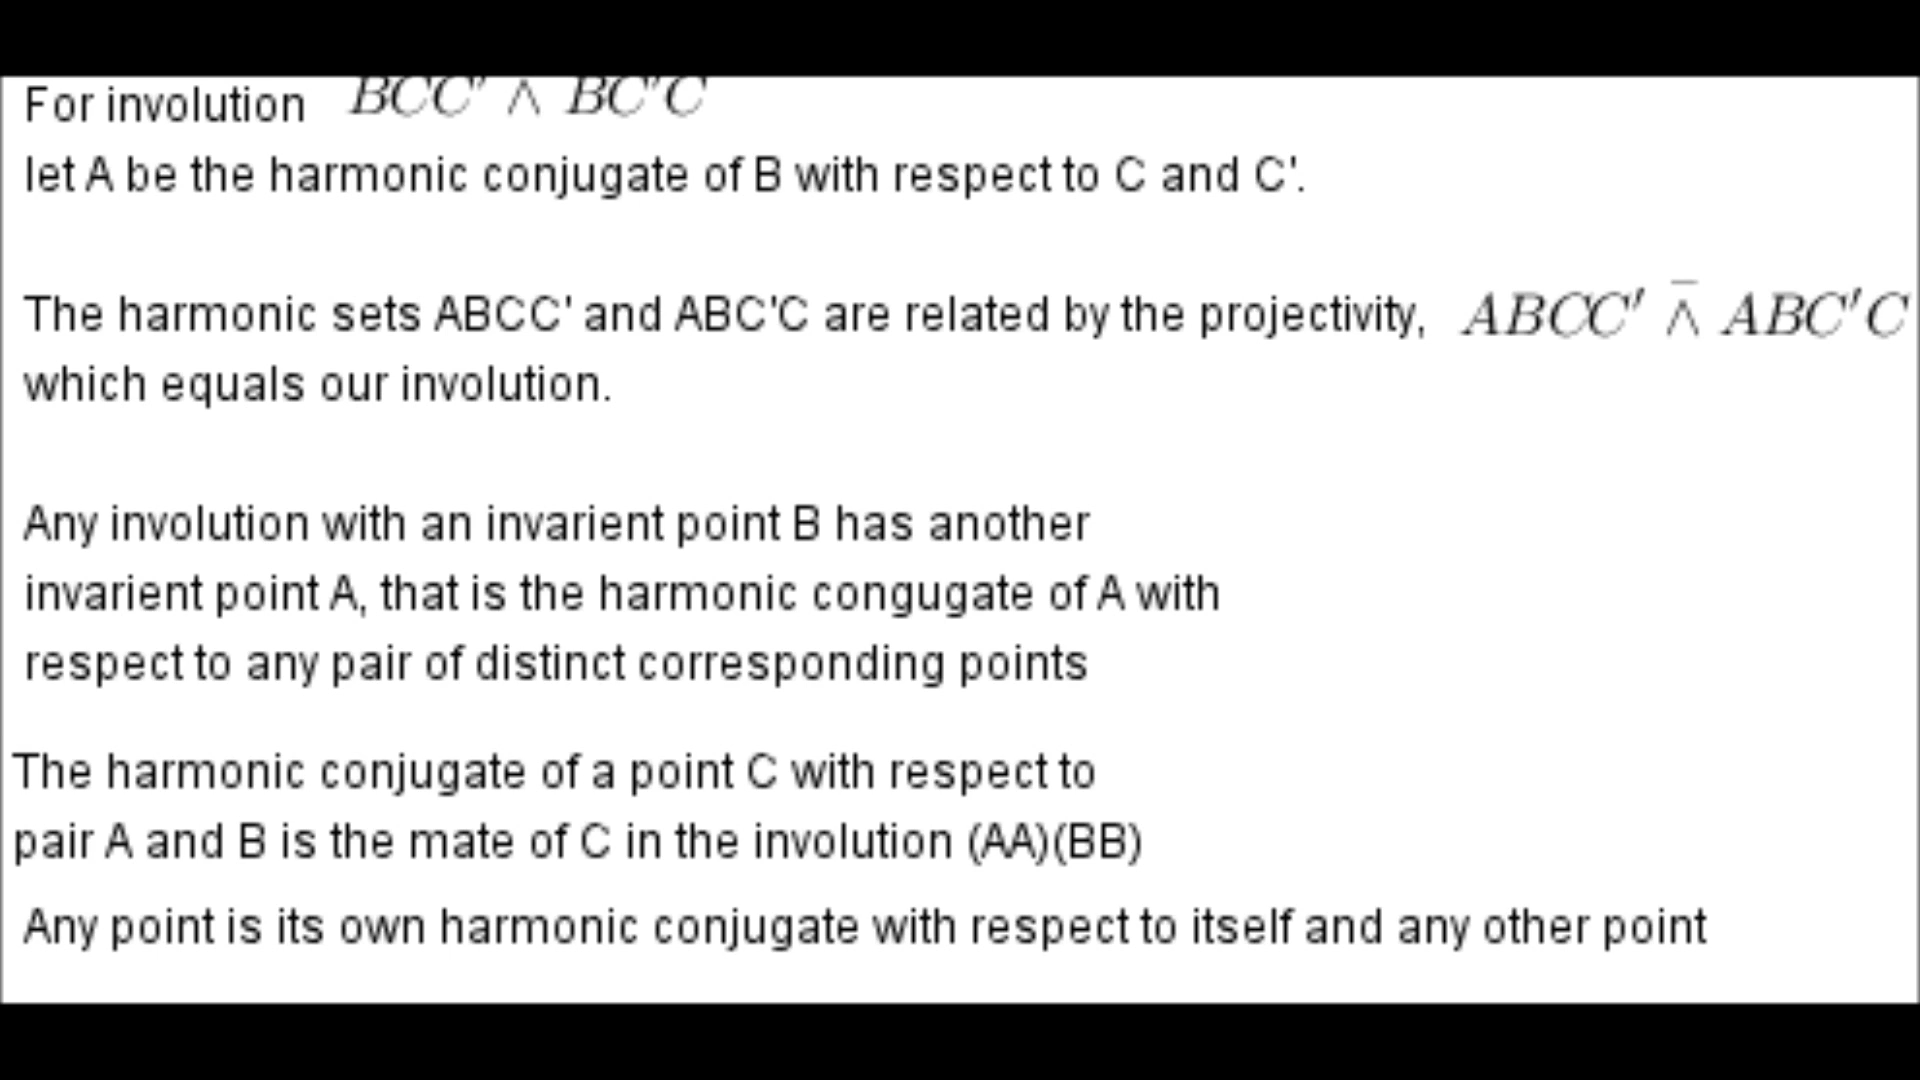 For involution BCC' ∧ BC'C
let A be the harmonic conjugate of B with respect to C and C'.
The harmonic sets ABCC' and ABC'C are related by the projectivity, ABCC' ⊼ ABC'C
which equals our involution.
Any involution with an invarient point B has another
invarient point A, that is the harmonic congugate of A with
respect to any pair of distinct corresponding points
The harmonic conjugate of a point C with respect to
pair A and B is the mate of C in the involution (AA)(BB)
Any point is its own harmonic conjugate with respect to itself and any other point